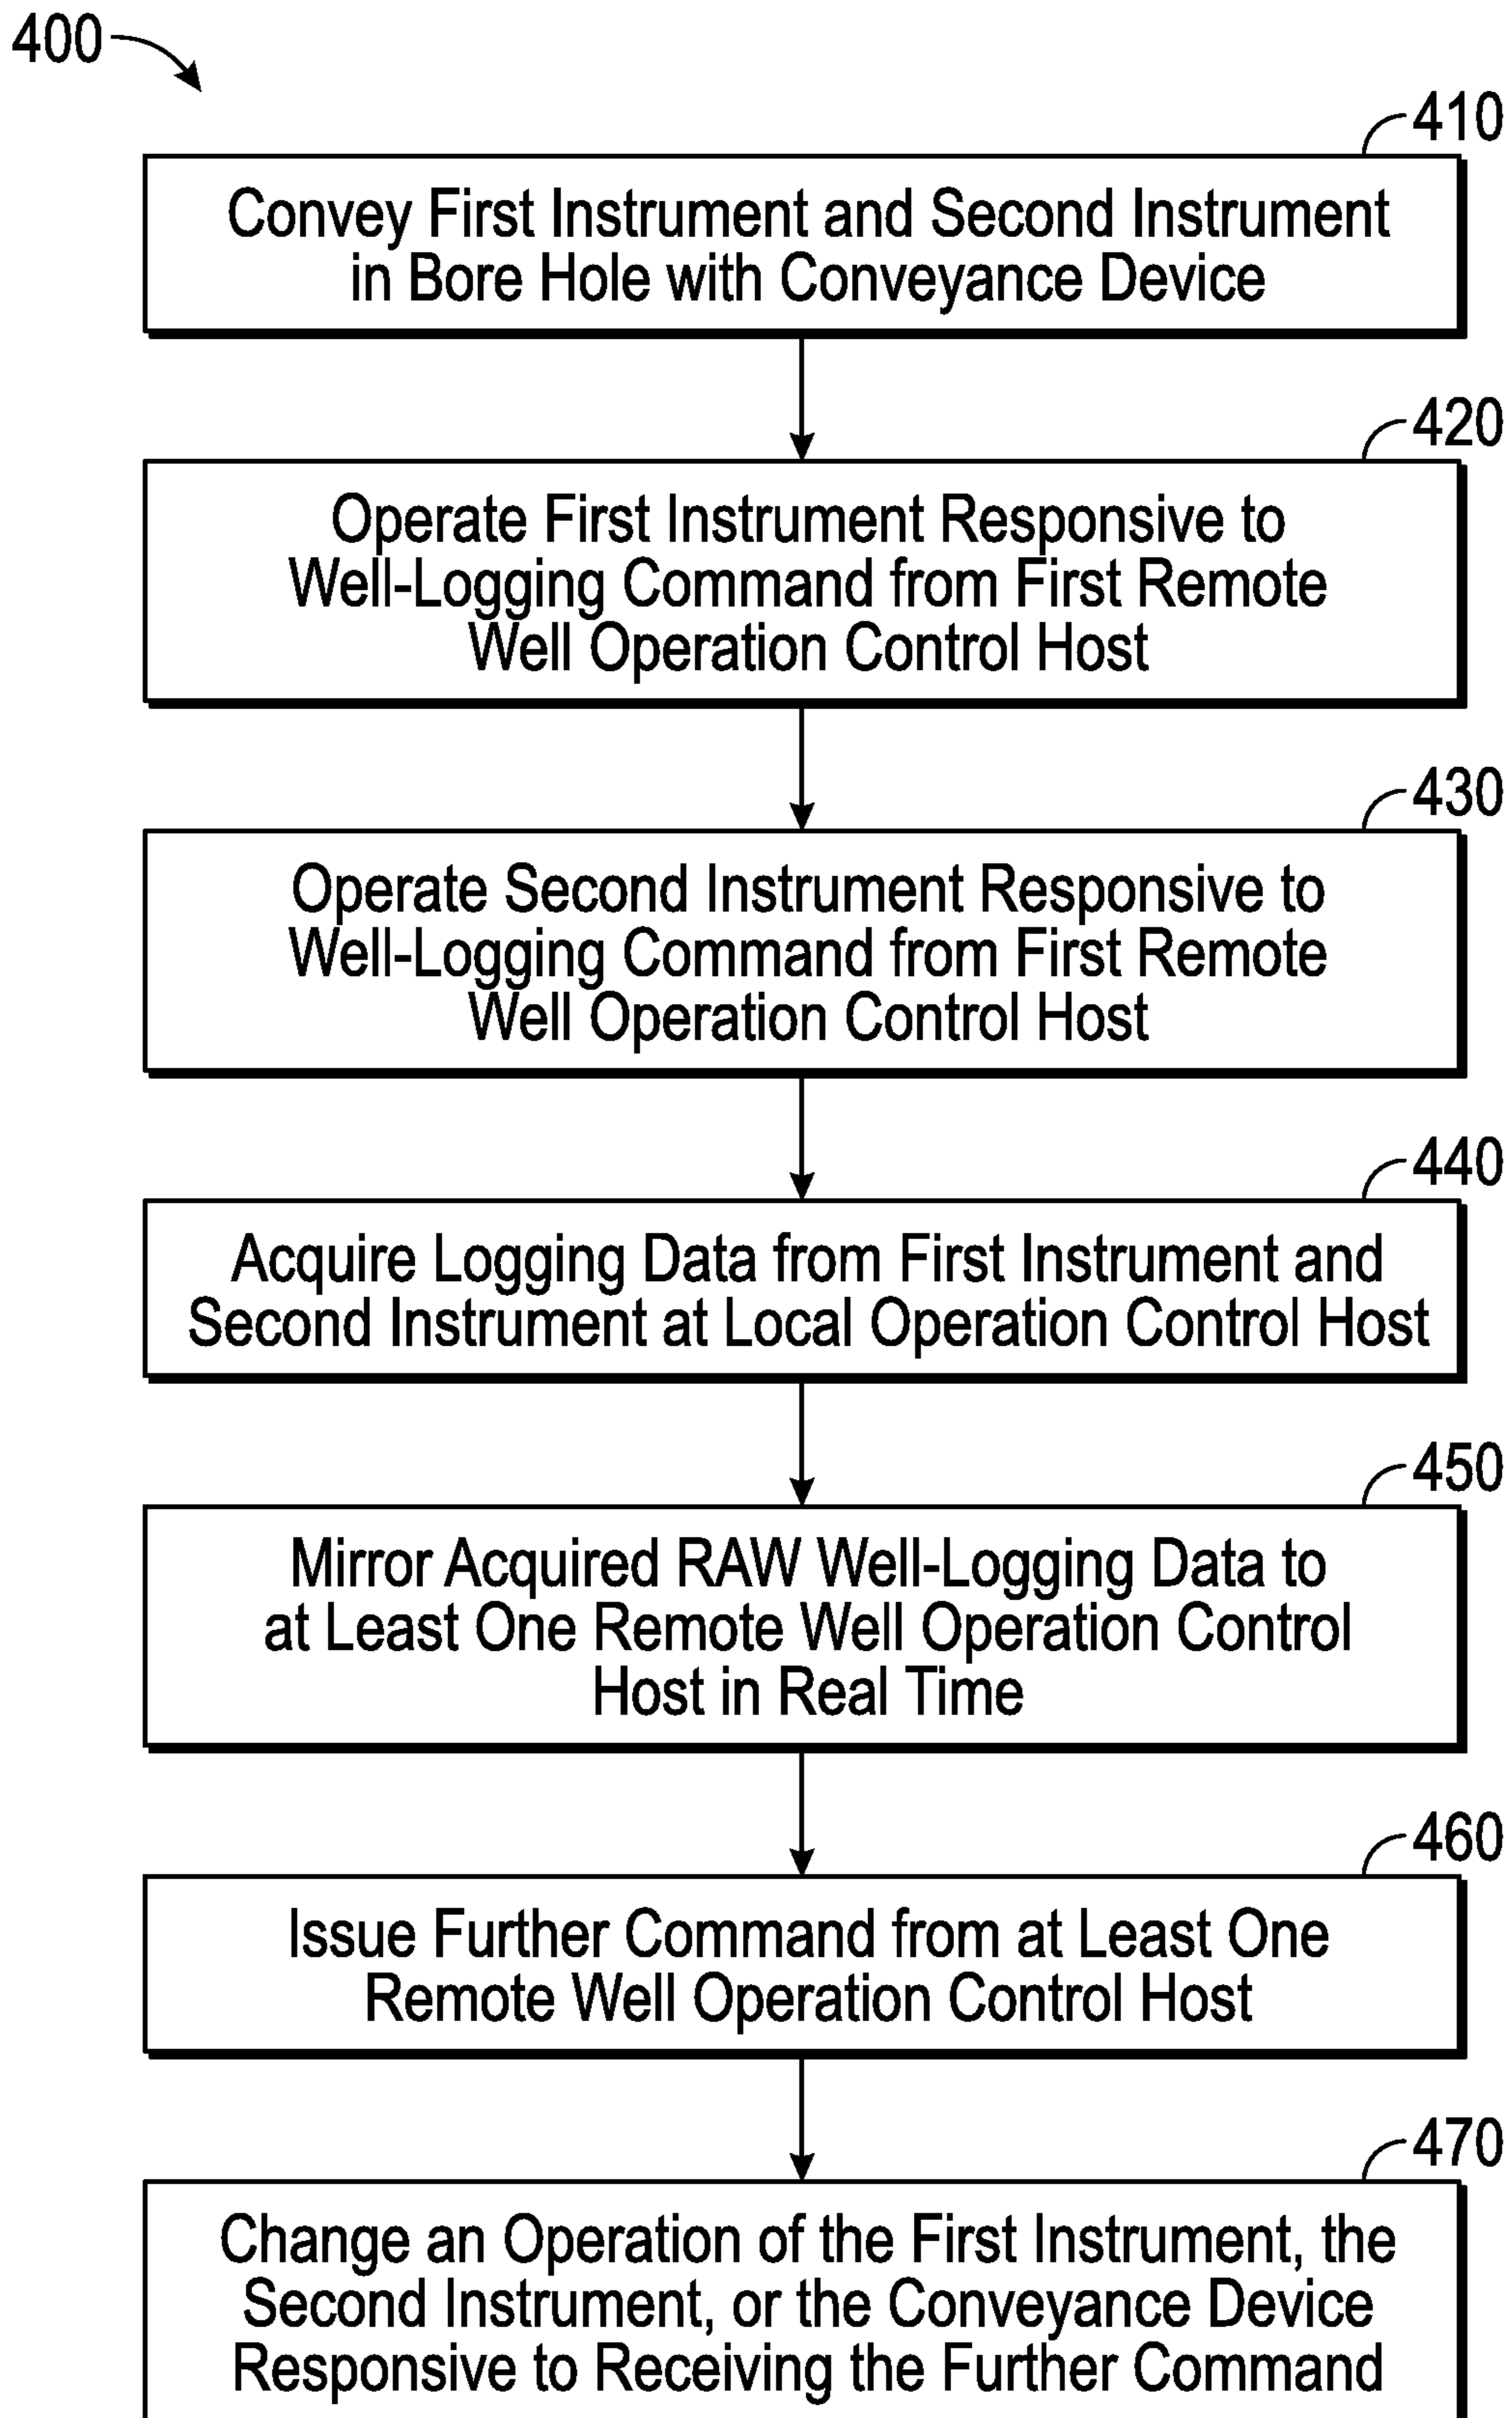 400
410
Convey First Instrument and Second Instrument
in Bore Hole with Conveyance Device
420
Operate First Instrument Responsive to
Well-Logging Command from First Remote
Well Operation Control Host
430
Operate Second Instrument Responsive to
Well-Logging Command from First Remote
Well Operation Control Host
440
Acquire Logging Data from First Instrument and
Second Instrument at Local Operation Control Host
450
Mirror Acquired RAW Well-Logging Data to
at Least One Remote Well Operation Control
Host in Real Time
460
Issue Further Command from at Least One
Remote Well Operation Control Host
470
Change an Operation of the First Instrument, the
Second Instrument, or the Conveyance Device
Responsive to Receiving the Further Command